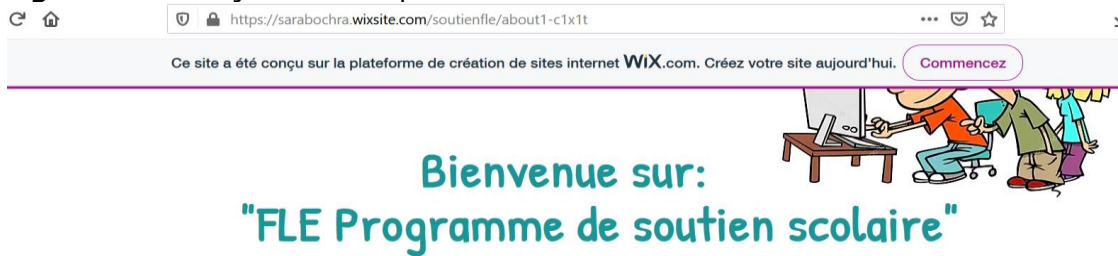 https://sarabochra.wixsite.com/soutienfle/about1-c1x1t
Ce site a été conçu sur la plateforme de création de sites internet WiX.com. Créez votre site aujourd'hui. Commencez
Bienvenue sur:
"FLE Programme de soutien scolaire"